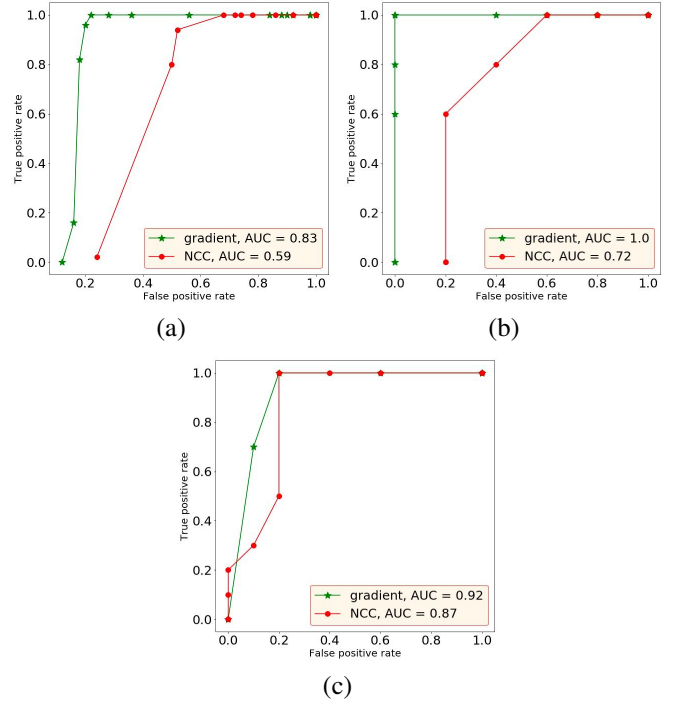 1.0
0.8
0.6
0.4
0.2
0.0
True positive rate
gradient, AUC = 0.83
NCC, AUC = 0.59
0.2 0.4 0.6 0.8 1.0
False positive rate
(a)
1.0
0.8
0.6
0.4
0.2
0.0
True positive rate
gradient, AUC = 1.0
NCC, AUC = 0.72
0.0 0.2 0.4 0.6 0.8 1.0
False positive rate
(b)
1.0
0.8
0.6
0.4
0.2
0.0
True positive rate
gradient, AUC = 0.92
NCC, AUC = 0.87
0.0 0.2 0.4 0.6 0.8 1.0
False positive rate
(c)